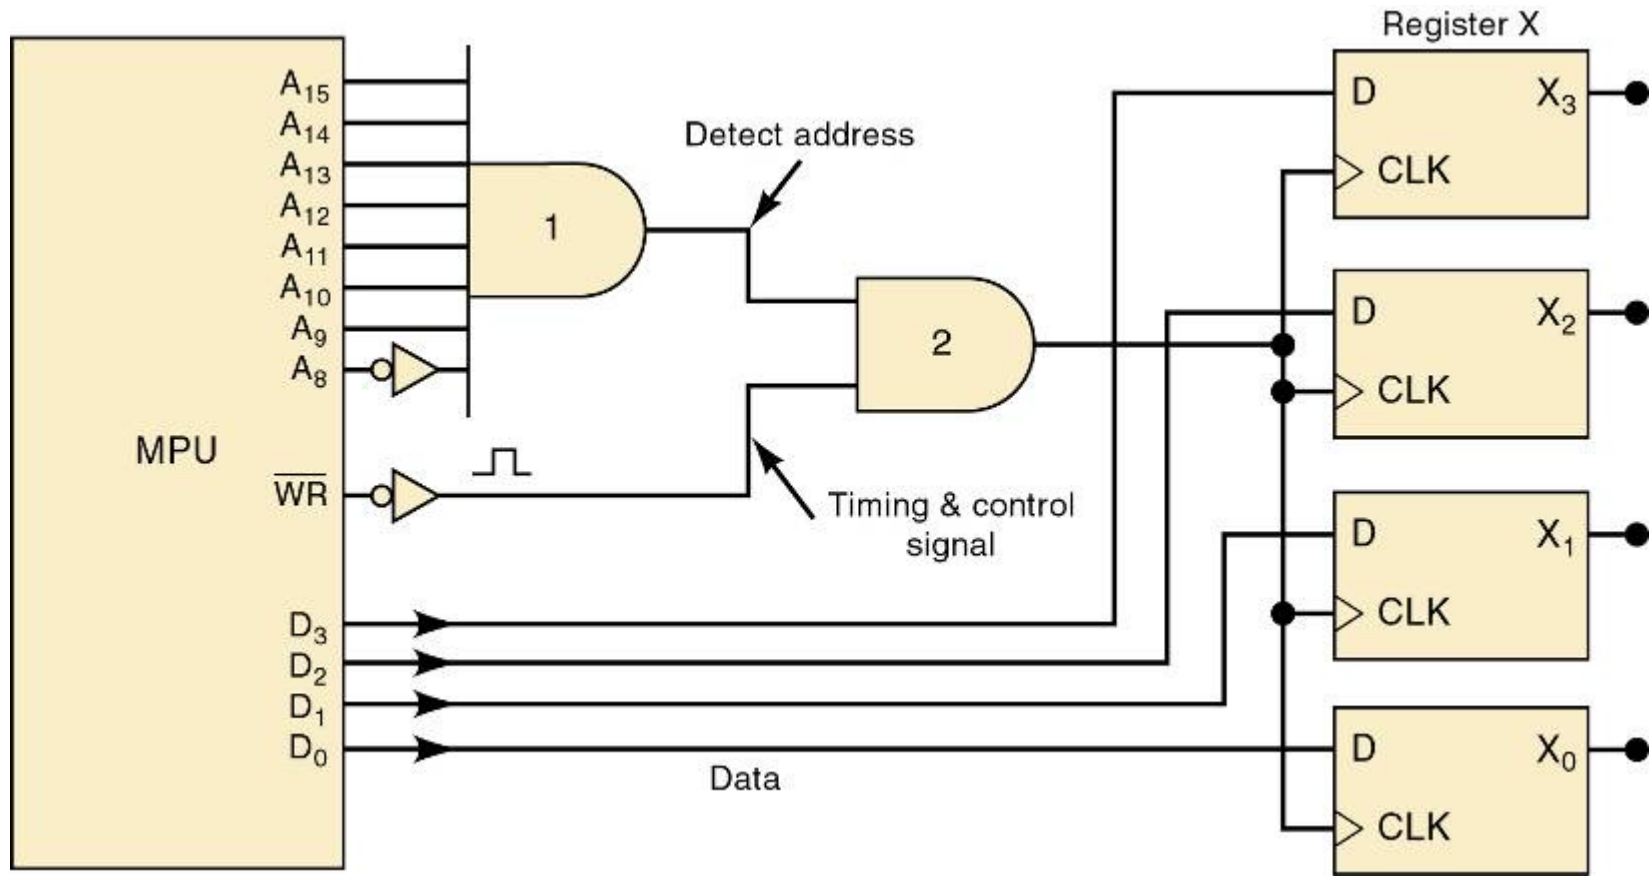 Register X
A15
A14
A13
A12
A11
A10
A9
A8
MPU
W̅R̅
D3
D2
D1
D0
1
Detect address
2
Timing & control
signal
Data
D X3
CLK
D X2
CLK
D X1
CLK
D X0
CLK